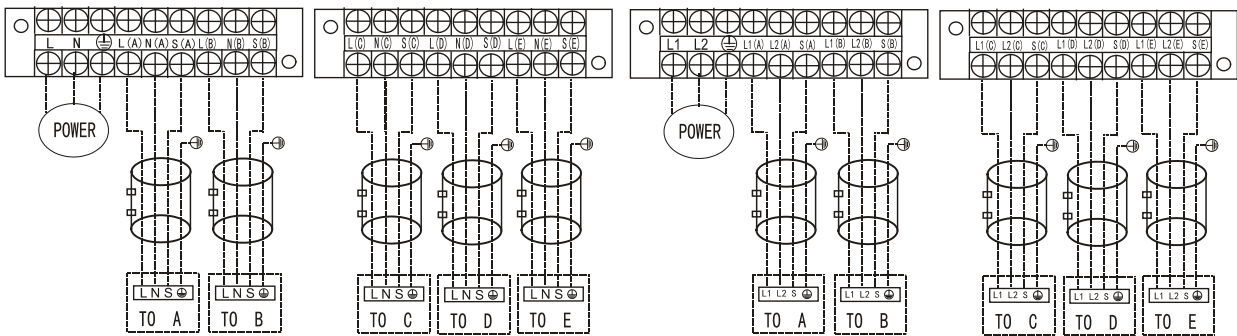 L N L(A) N(A) S(A) L(B) N(B) S(B)
POWER
L N S
TO A
L N S
TO B
L(C) N(C) S(C) L(D) N(D) S(D) L(E) N(E) S(E)
L N S
TO C
L N S
TO D
L N S
TO E
L1 L2 L1(A) L2(A) S(A) L1(B) L2(B) S(B)
POWER
L1 L2 S
TO A
L1 L2 S
TO B
L1(C) L2(C) S(C) L1(D) L2(D) S(D) L1(E) L2(E) S(E)
L1 L2 S
TO C
L1 L2 S
TO D
L1 L2 S
TO E